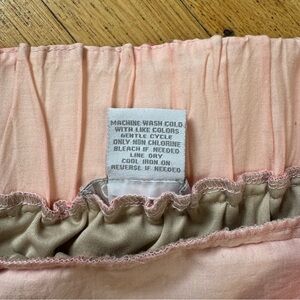 MACHINE WASH COLD
WITH LIKE COLORS
GENTLE CYCLE
ONLY NON CHLORINE
BLEACH IF NEEDED
LINE DRY
COOL IRON ON
REVERSE IF NEEDED